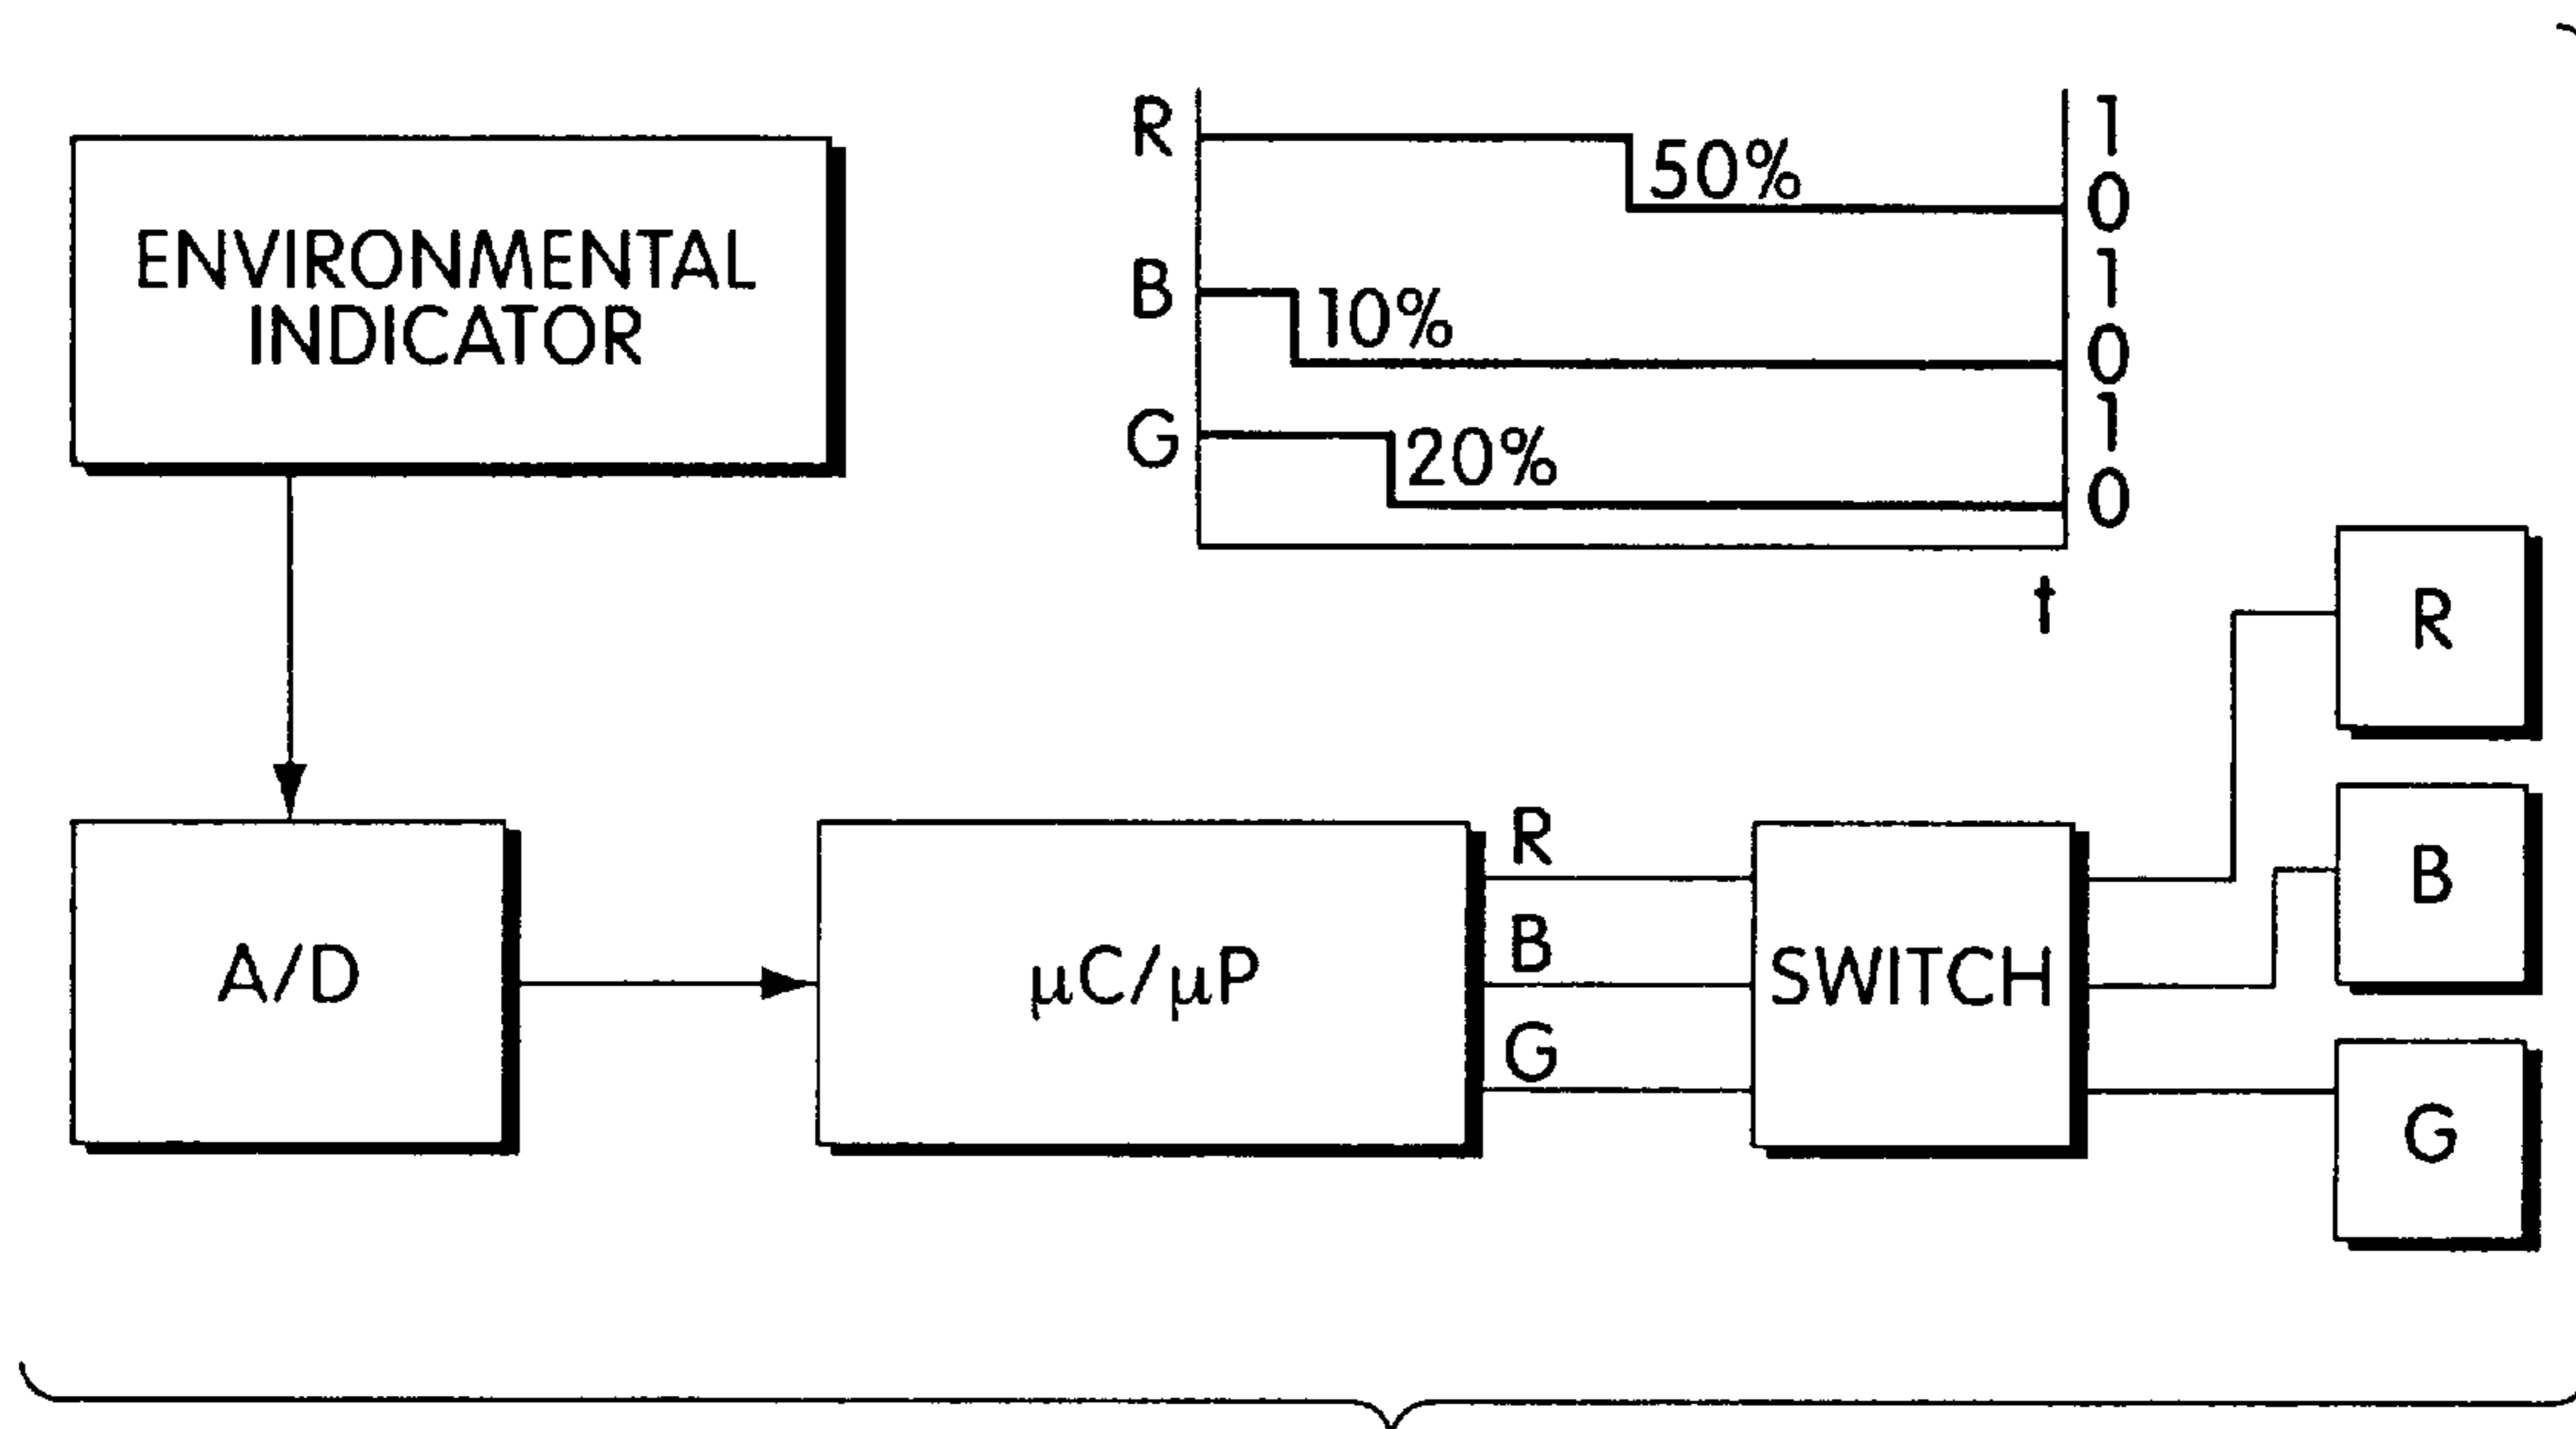 ENVIRONMENTAL
INDICATOR
R
50%
1
0
B
10%
1
0
G
20%
1
0
t
A/D
µC/µP
R
B
G
SWITCH
R
B
G